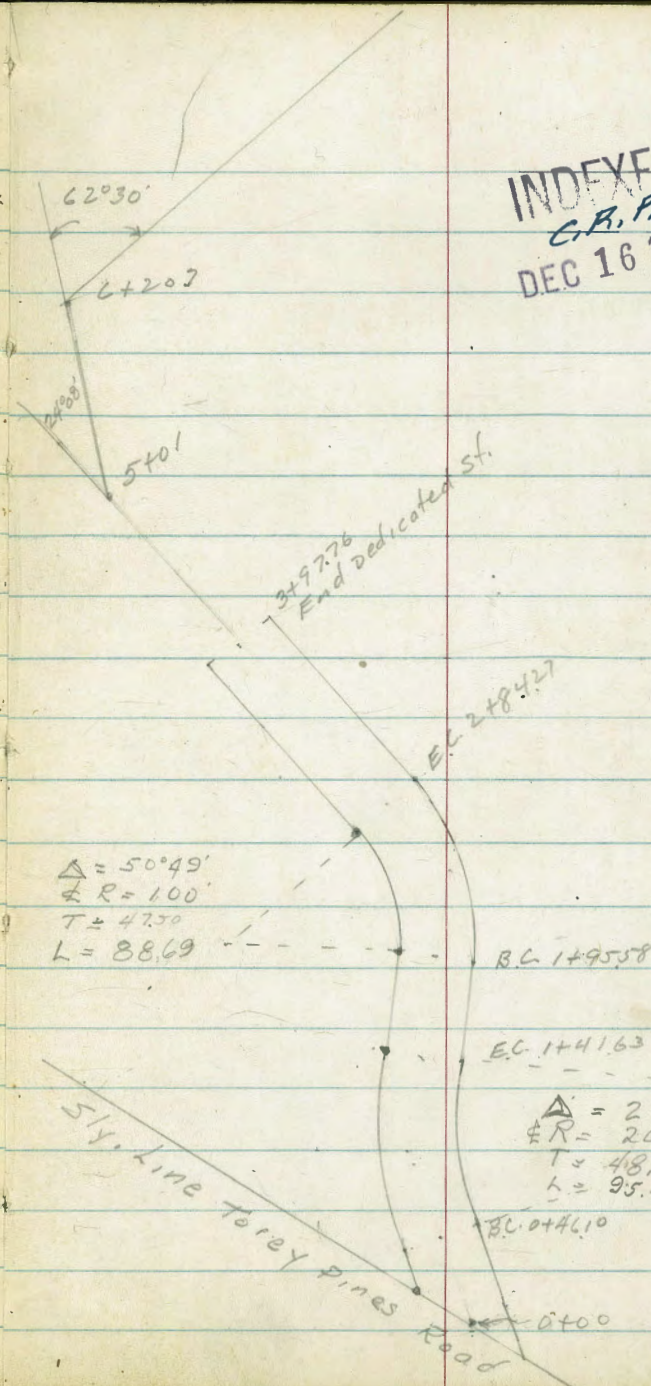 INDEXE
C.R. P
DEC 16
62°30'
6+203
24°08'
5+01
3+97.76
End Dedicated St.
E.C. 2+84.27
Δ = 50°49'
℄ R = 100'
T = 47.50
L = 88.69
B.C. 1+95.58
E.C. 1+41.63
Δ = 2
℄ R = 20
T = 48.
L = 95.
B.C. 0+46.10
Sly. Line Torey Pines Road
0+00